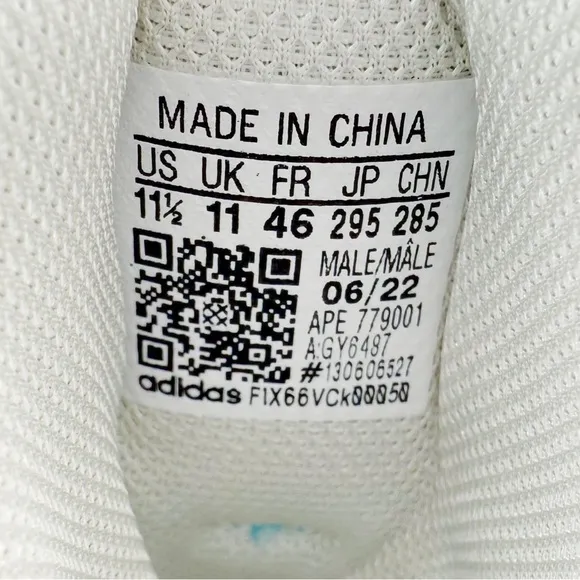 MADE IN CHINA
US UK FR JP CHN
11½ 11 46 295 285
MALE/MÂLE
06/22
APE 779001
A:GY6487
#130606527
adidas F1X66VCk00050